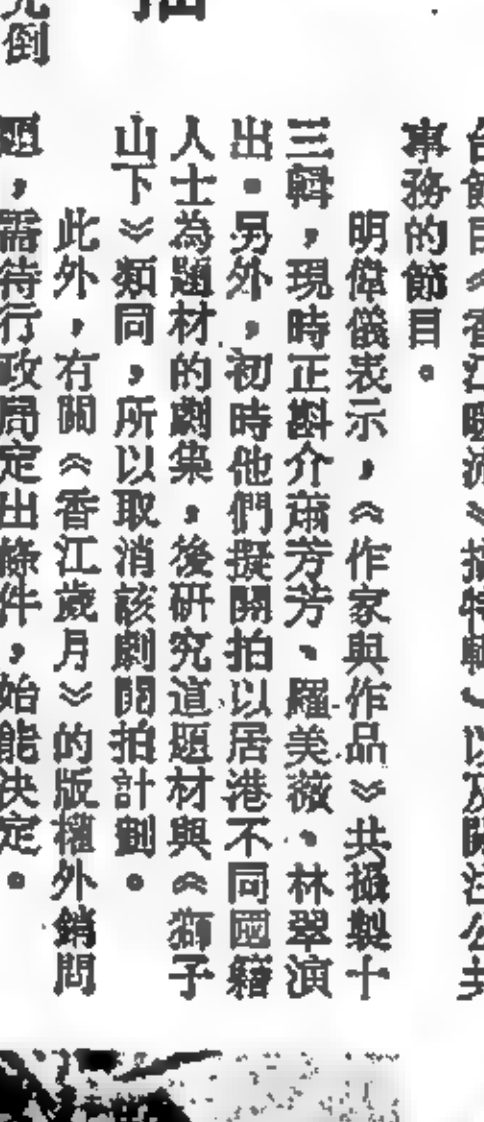 台節目《香江暖流》搞特輯，以及關注公共
事務的節目。
明偉儀表示，《作家與作品》共攝製十
三輯，現時正斟介蕭芳芳、羅美薇、林翠演
出。另外，初時他們擬開拍以居港不同國籍
人士為題材的劇集，後研究這題材與《獅子
山下》類同，所以取消該劇開拍計劃。
此外，有關《香江歲月》的版權外銷問
題，需待行政局定出條件，始能決定。
倒